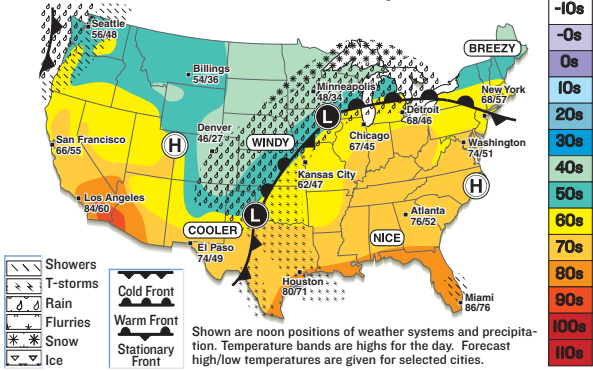 Seattle
56/48
BREEZY
Billings
54/36
Minneapolis
48/34
New York
68/57
L
Detroit
68/46
Denver
46/27
WINDY
San Francisco
66/55
H
Chicago
67/45
Washington
74/51
Kansas City
62/47
H
Los Angeles
84/60
L
Atlanta
76/52
COOLER
NICE
El Paso
74/49
Houston
80/71
Miami
86/76
Showers
T-storms
Rain
Flurries
Snow
Ice
Cold Front
Warm Front
Stationary
Front
Shown are noon positions of weather systems and precipita-
tion. Temperature bands are highs for the day. Forecast
high/low temperatures are given for selected cities.
-10s
-0s
0s
10s
20s
30s
40s
50s
60s
70s
80s
90s
100s
110s